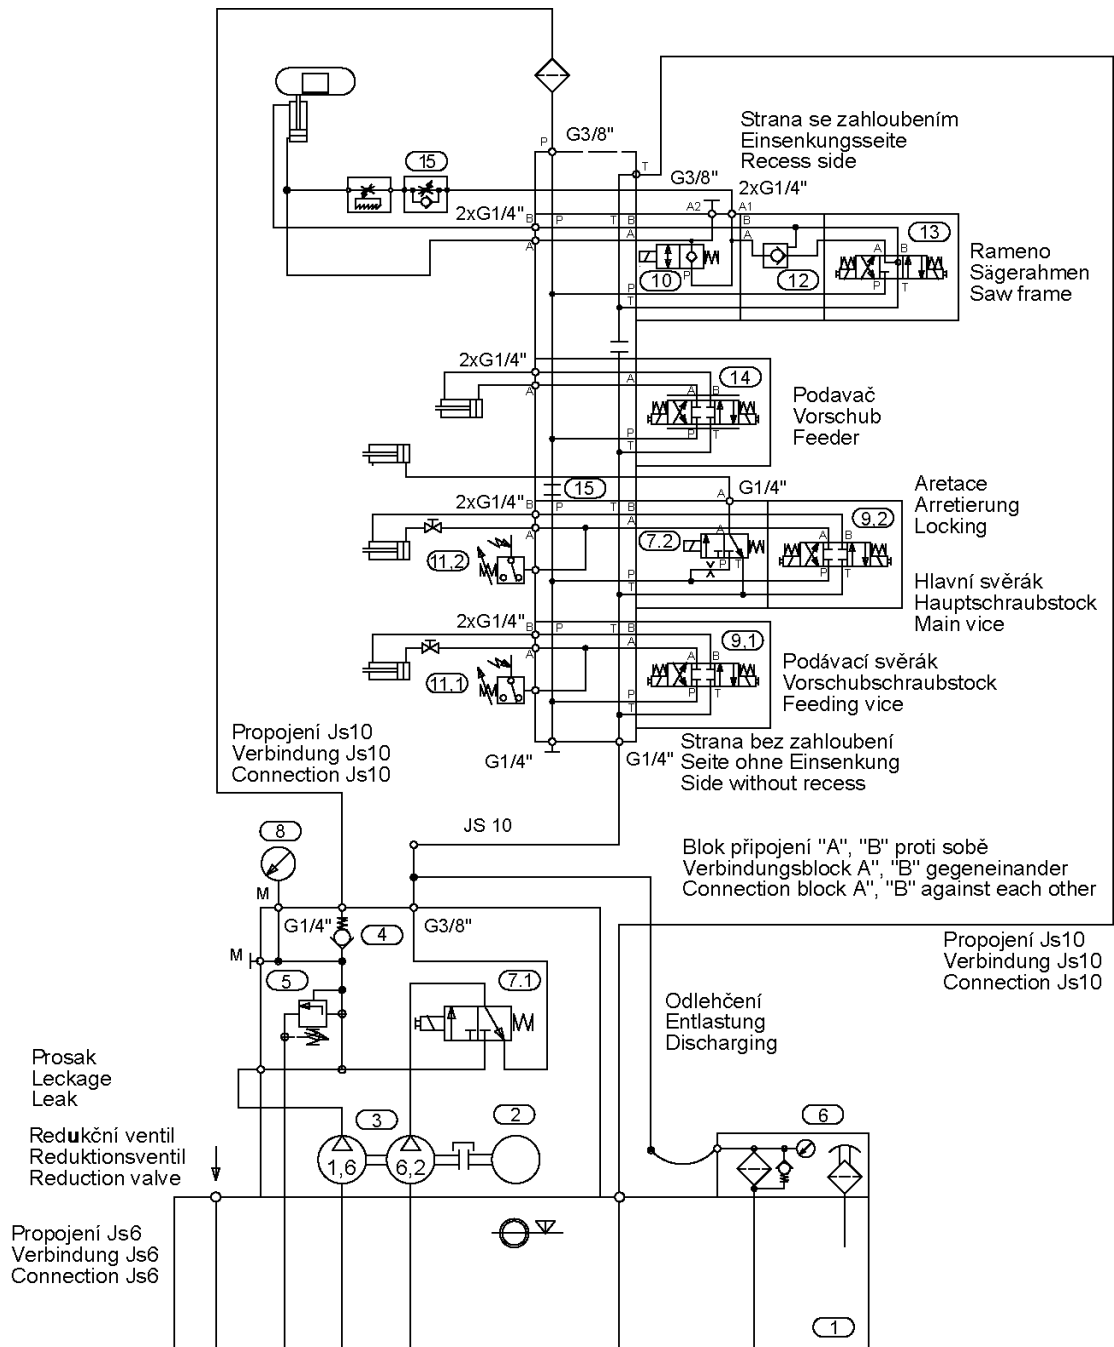 P
G3/8"
T
Strana se zahloubením
Einsenkungsseite
Recess side
15
G3/8"
2xG1/4"
2xG1/4"
A2
A1
B
P
T
B
B
A
A
A
13
A
B
P
T
10
P
12
P
T
Rameno
Sägerahmen
Saw frame
2xG1/4"
14
A
A
A
B
P
T
P
T
Podavač
Vorschub
Feeder
15
A
G1/4"
Aretace
Arretierung
Locking
2xG1/4"
B
P
T
B
A
A
7.2
9.2
A
A
B
P
T
P
T
11,2
P
T
Hlavní svěrák
Hauptschraubstock
Main vice
2xG1/4"
B
P
T
B
A
A
9,1
A
B
P
T
11,1
P
T
Podávací svěrák
Vorschubschraubstock
Feeding vice
Propojení Js10
Verbindung Js10
Connection Js10
G1/4"
G1/4"
Strana bez zahloubení
Seite ohne Einsenkung
Side without recess
JS 10
8
M
Blok připojení "A", "B" proti sobě
Verbindungsblock A", "B" gegeneinander
Connection block A", "B" against each other
G1/4"
4
G3/8"
M
5
7.1
Propojení Js10
Verbindung Js10
Connection Js10
Odlehčení
Entlastung
Discharging
Prosak
Leckage
Leak
3
2
6
Redukční ventil
Reduktionsventil
Reduction valve
1,6
6,2
Propojení Js6
Verbindung Js6
Connection Js6
1